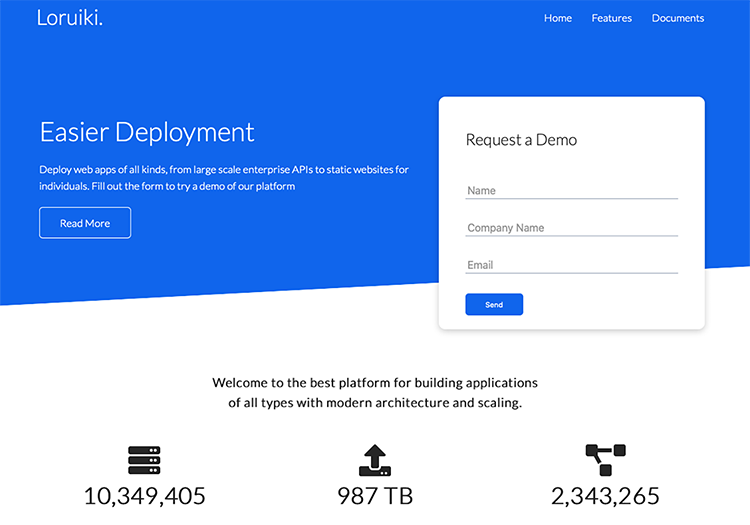 Loruiki.
Home Features Documents
Easier Deployment
Deploy web apps of all kinds, from large scale enterprise APIs to static websites for
individuals. Fill out the form to try a demo of our platform
Read More
Request a Demo
Name
Company Name
Email
Send
Welcome to the best platform for building applications
of all types with modern architecture and scaling.
10,349,405 987 TB 2,343,265